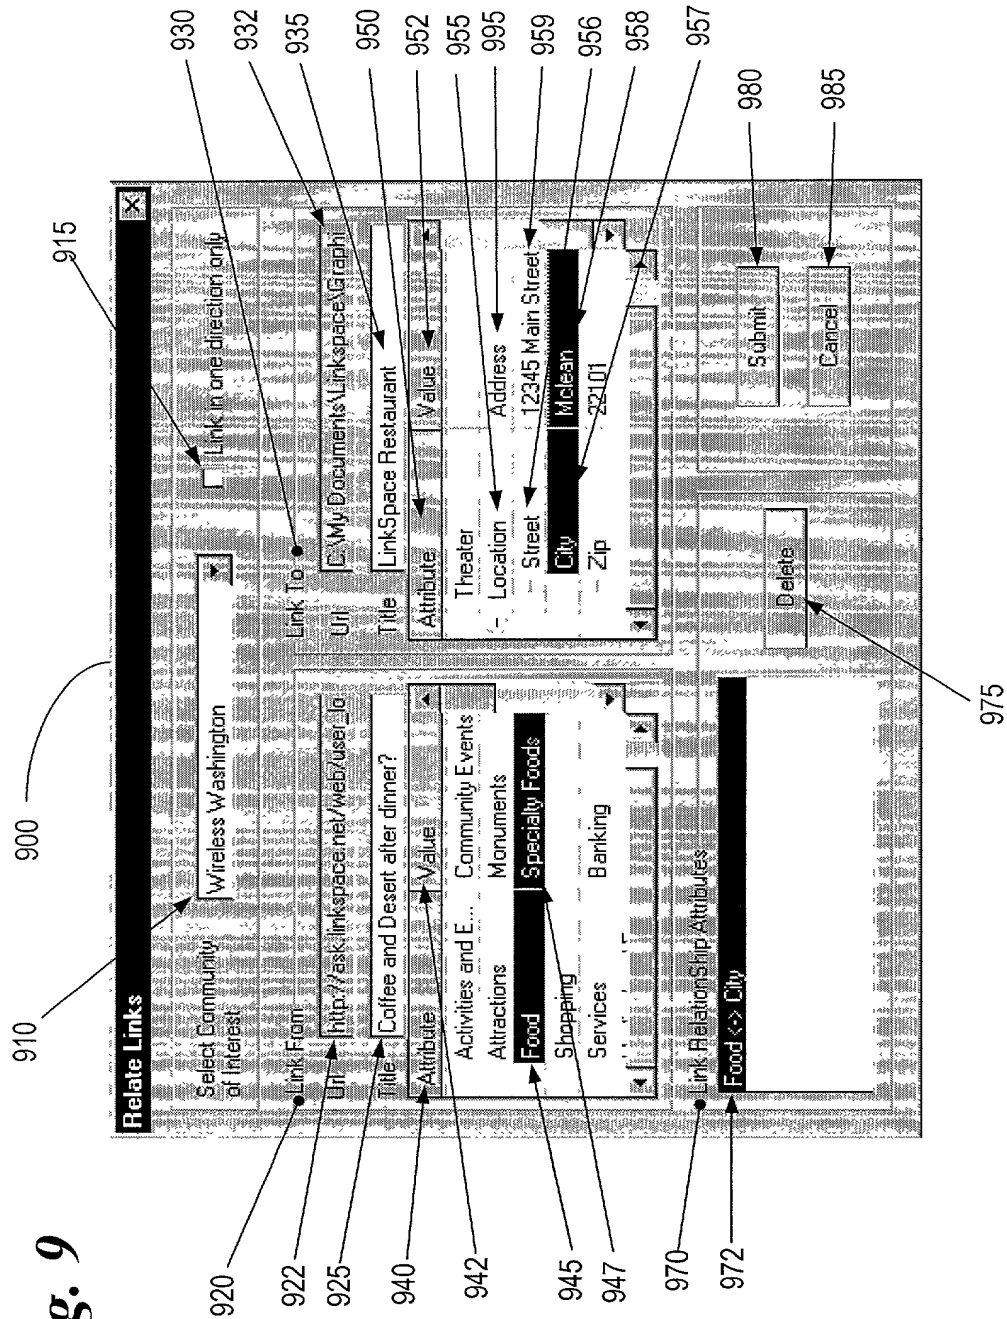 g. 9
900
910
915
Relate Links
X
Select Community
of Interest
Wireless Washington
Link in one direction only
920
Link From
922
Url
http://ask.linkspace.net/web/user_lo
925
Title
Coffee and Desert after dinner?
940
Attribute
942
Value
Activities and E... Community Events
Attractions Monuments
945
Food
947
Specialty Foods
Shopping
Services Banking
930
Link To
932
Url
C:\My Documents\Linkspace\Graphi
935
Title
LinkSpace Restaurant
950
Attribute
952
Value
Theater
955
Location
995
Address
959
956
Street 12345 Main Street
958
957
City Mclean
Zip 22101
970
Link RelationShip Attributes
972
Food <-> City
975
Delete
980
Submit
985
Cancel